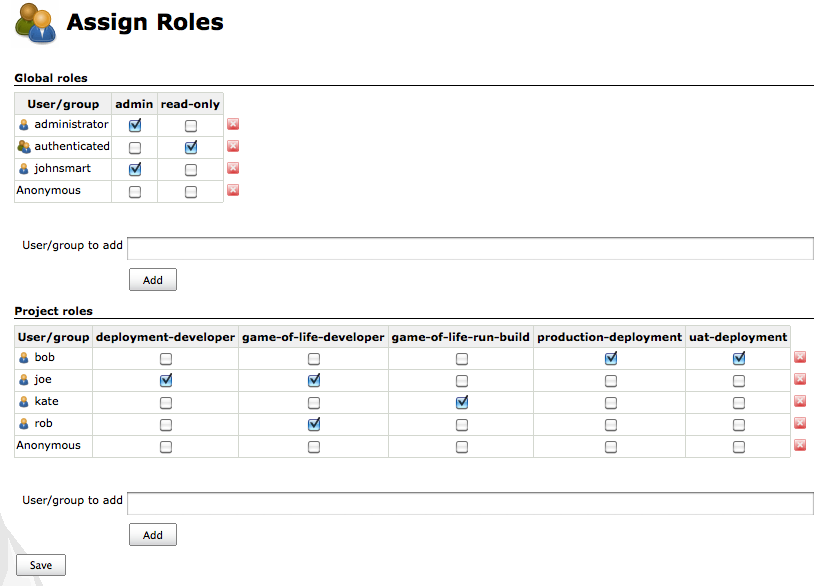 Assign Roles
Global roles
User/group admin read-only
administrator
authenticated
johnsmart
Anonymous
User/group to add
Add
Project roles
User/group deployment-developer game-of-life-developer game-of-life-run-build production-deployment uat-deployment
bob
joe
kate
rob
Anonymous
User/group to add
Add
Save